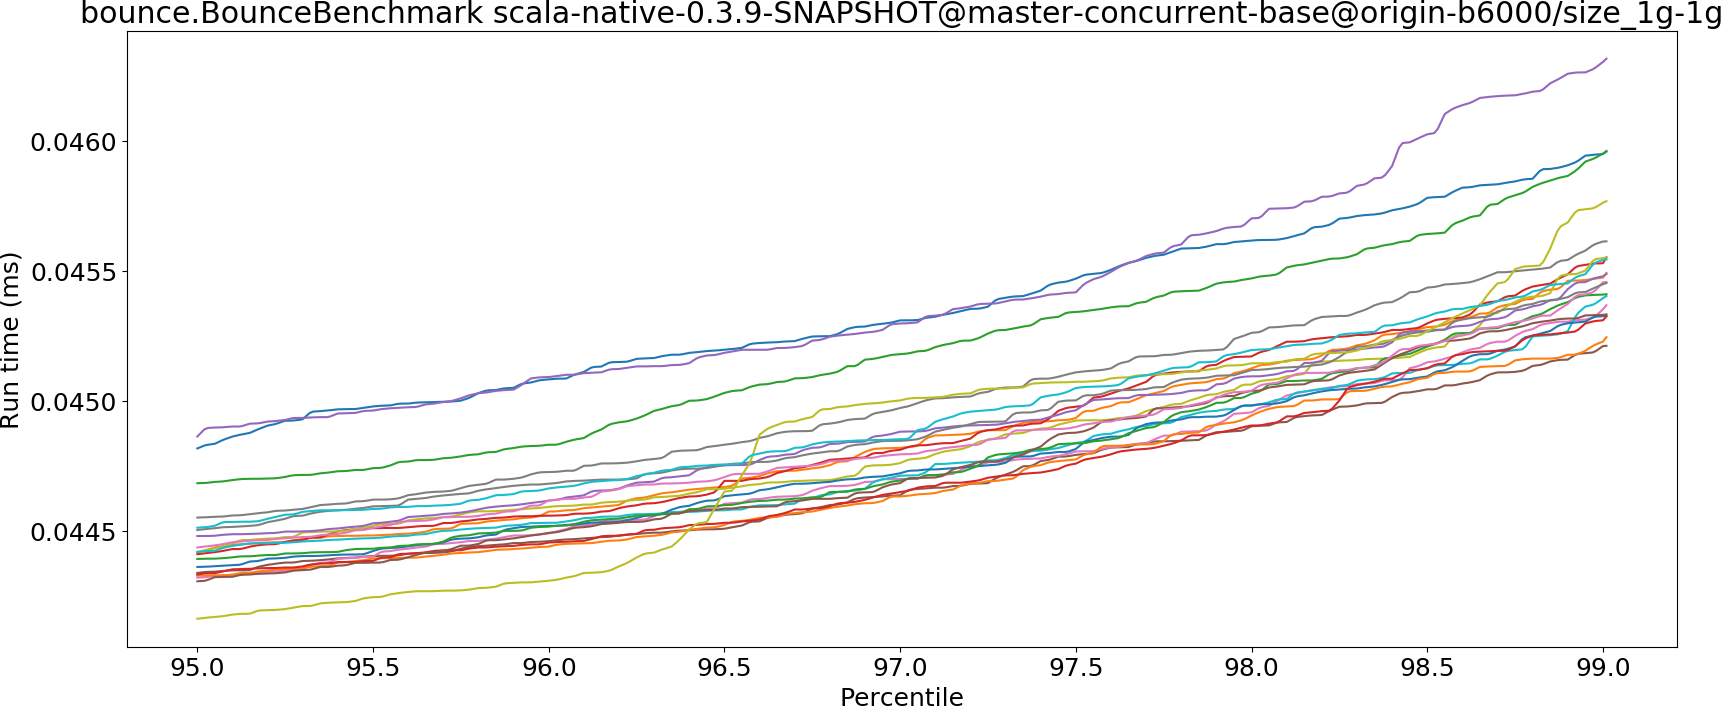 bounce.BounceBenchmark scala-native-0.3.9-SNAPSHOT@master-concurrent-base@origin-b6000/size_1g-1g
Run time (ms)
0.0460
0.0455
0.0450
0.0445
95.0 95.5 96.0 96.5 97.0 97.5 98.0 98.5 99.0
Percentile